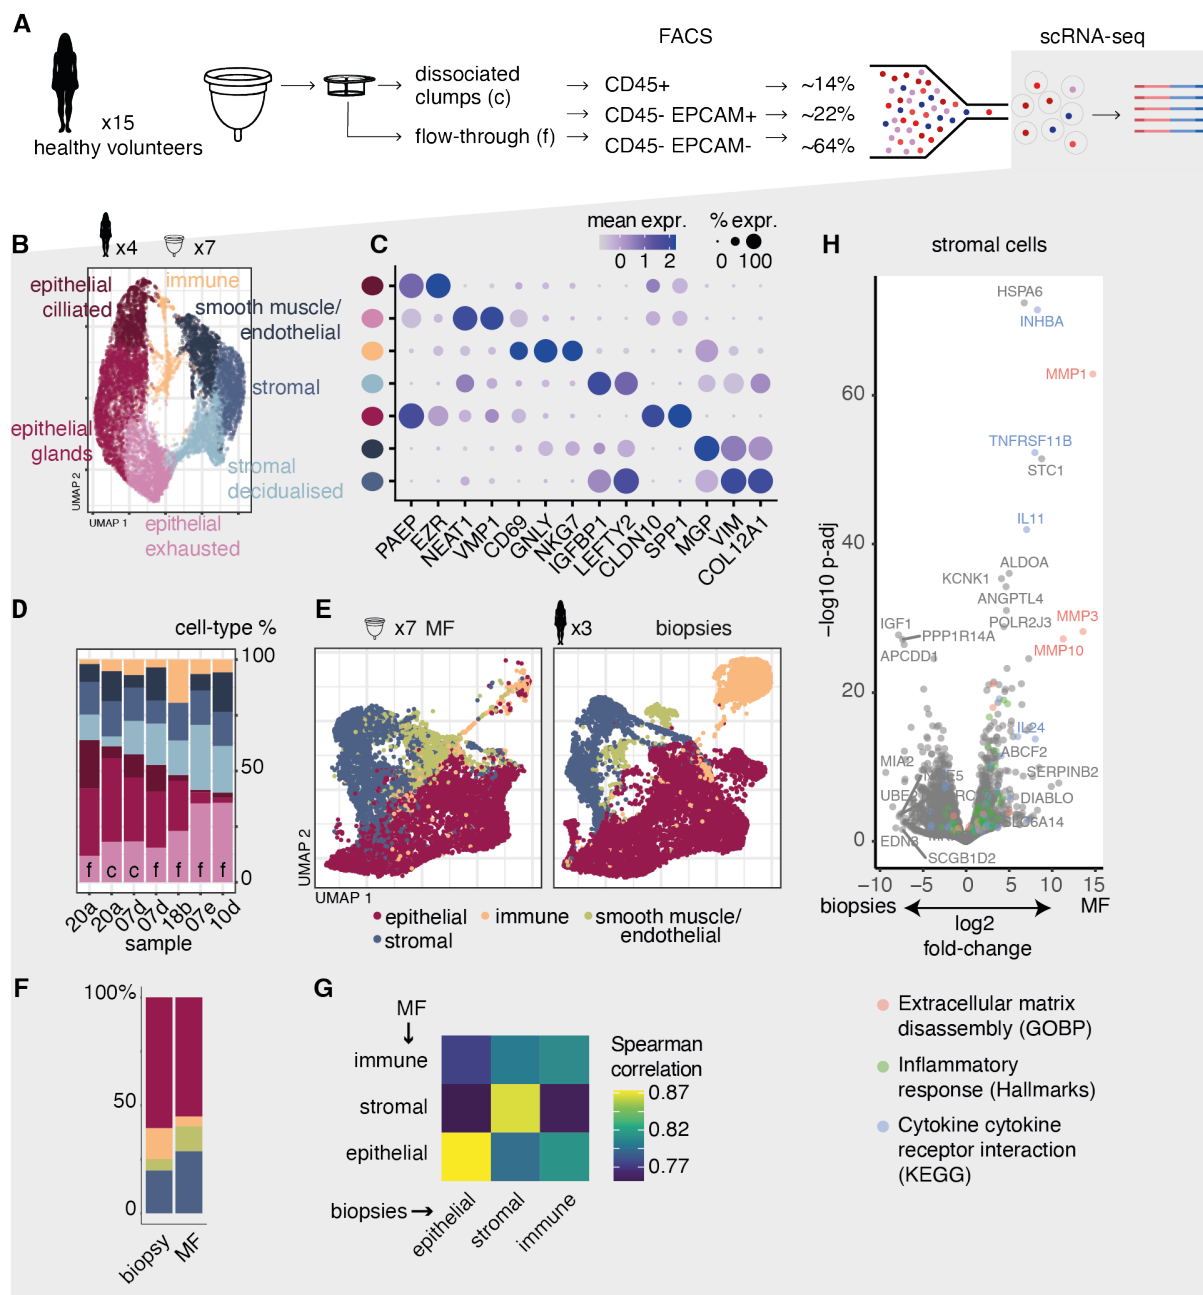 A
x15
healthy volunteers
dissociated
clumps (c)
flow-through (f)
FACS
CD45+
CD45- EPCAM+
CD45- EPCAM-
~14%
~22%
~64%
scRNA-seq
B
x4
x7
epithelial
cilliated
immune
smooth muscle/
endothelial
stromal
epithelial
glands
stromal
decidualised
epithelial
exhausted
UMAP 1
UMAP 2
C
mean expr.
0 1 2
% expr.
0 100
PAEP
EZR
NEAT1
VMP1
CD69
GNLY
NKG7
IGFBP1
LEFTY2
CLDN10
SPP1
MGP
VIM
COL12A1
D
cell-type %
100
50
0
f c c f f f f
20a
20a
07d
07d
18b
07e
10d
sample
E
x7 MF
x3
biopsies
UMAP 2
UMAP 1
epithelial
immune
smooth muscle/
endothelial
stromal
F
100%
50
0
biopsy
MF
G
MF
immune
stromal
epithelial
biopsies
epithelial
stromal
immune
Spearman
correlation
0.87
0.82
0.77
H
stromal cells
−log10 p-adj
60
40
20
0
HSPA6
INHBA
MMP1
TNFRSF11B
STC1
IL11
ALDOA
KCNK1
ANGPTL4
POLR2J3
MMP3
MMP10
IGF1
PPP1R14A
APCDD1
IL24
ABCF2
MIA2
SERPINB2
DIABLO
SLC6A14
EDN3
SCGB1D2
−10 −5 0 5 10 15
biopsies
MF
log2
fold-change
Extracellular matrix
disassembly (GOBP)
Inflammatory
response (Hallmarks)
Cytokine cytokine
receptor interaction
(KEGG)